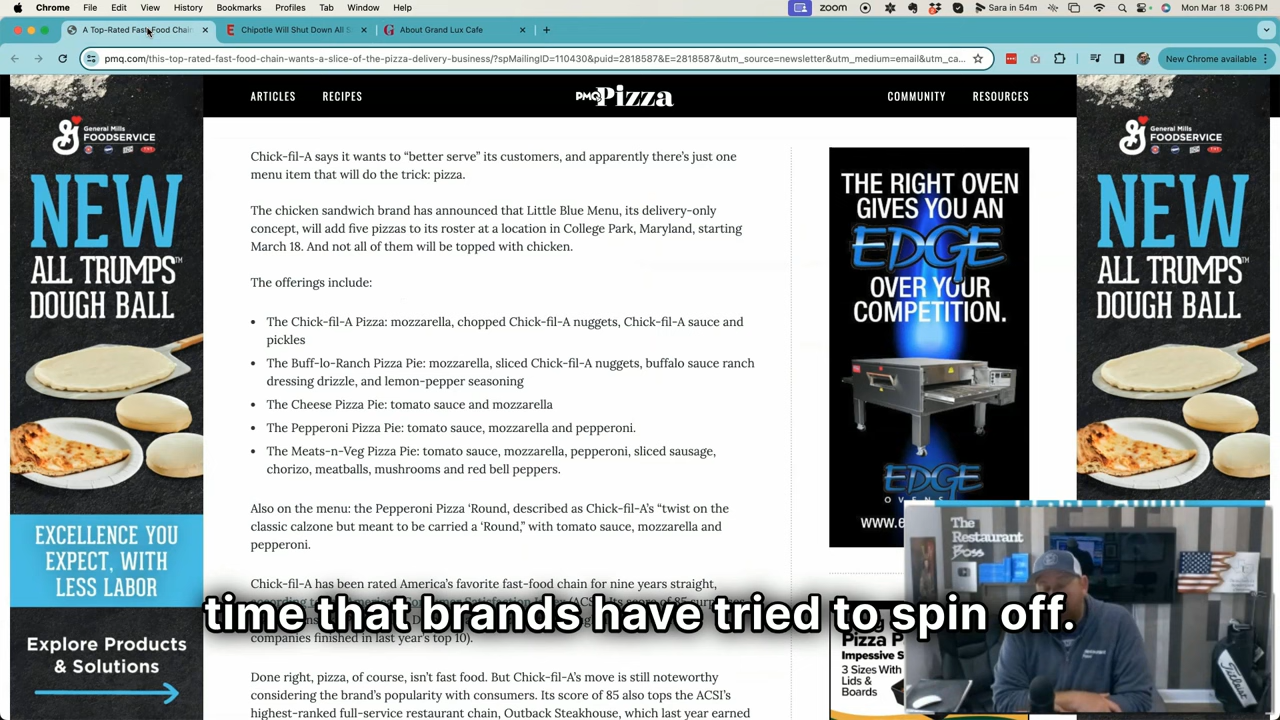 Chrome File Edit View History Bookmarks Profiles Tab Window Help
zoom Sara in 54m Mon Mar 18 3:06 PM
A Top-Rated Fast-Food Chain
Chipotle Will Shut Down All S
About Grand Lux Cafe
pmq.com/this-top-rated-fast-food-chain-wants-a-slice-of-the-pizza-delivery-business/?spMailingID=110430&puid=2818587&E=2818587&utm_source=newsletter&utm_medium=email&utm_ca...
New Chrome available
ARTICLES RECIPES PMQ Pizza COMMUNITY RESOURCES
General Mills
FOODSERVICE
NEW
ALL TRUMPS™
DOUGH BALL
EXCELLENCE YOU
EXPECT, WITH
LESS LABOR
Explore Products
& Solutions
Chick-fil-A says it wants to “better serve” its customers, and apparently there’s just one
menu item that will do the trick: pizza.
The chicken sandwich brand has announced that Little Blue Menu, its delivery-only
concept, will add five pizzas to its roster at a location in College Park, Maryland, starting
March 18. And not all of them will be topped with chicken.
The offerings include:
• The Chick-fil-A Pizza: mozzarella, chopped Chick-fil-A nuggets, Chick-fil-A sauce and
pickles
• The Buff-lo-Ranch Pizza Pie: mozzarella, sliced Chick-fil-A nuggets, buffalo sauce ranch
dressing drizzle, and lemon-pepper seasoning
• The Cheese Pizza Pie: tomato sauce and mozzarella
• The Pepperoni Pizza Pie: tomato sauce, mozzarella and pepperoni.
• The Meats-n-Veg Pizza Pie: tomato sauce, mozzarella, pepperoni, sliced sausage,
chorizo, meatballs, mushrooms and red bell peppers.
Also on the menu: the Pepperoni Pizza ‘Round, described as Chick-fil-A’s “twist on the
classic calzone but meant to be carried a ‘Round,” with tomato sauce, mozzarella and
pepperoni.
Chick-fil-A has been rated America’s favorite fast-food chain for nine years straight,
time that brands have tried to spin off.
companies finished in last year’s top 10).
Done right, pizza, of course, isn’t fast food. But Chick-fil-A’s move is still noteworthy
considering the brand’s popularity with consumers. Its score of 85 also tops the ACSI’s
highest-ranked full-service restaurant chain, Outback Steakhouse, which last year earned
THE RIGHT OVEN
GIVES YOU AN
EDGE
OVER YOUR
COMPETITION.
EDGE
OVENS
www.e
Pizza P
Impressive S
3 Sizes With
Lids &
Boards
General Mills
FOODSERVICE
NEW
ALL TRUMPS™
DOUGH BALL
The
Restaurant
Boss